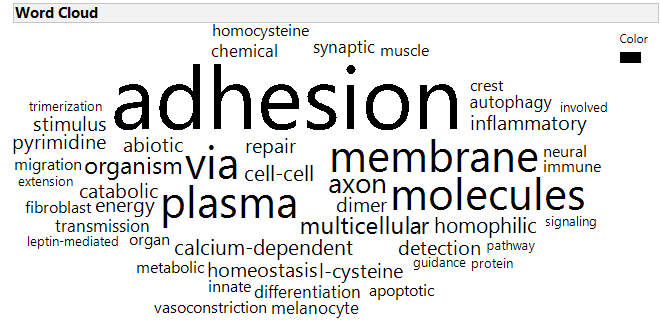 Word Cloud
homocysteine
Color
chemical synaptic muscle
adhesion
crest
autophagy involved
trimerization
stimulus inflammatory
pyrimidine abiotic repair
membrane neural
migration organism via cell-cell immune
extension
catabolic plasma axon molecules
fibroblast energy dimer
transmission multicellular homophilic signaling
leptin-mediated organ calcium-dependent detection pathway
metabolic homeostasis l-cysteine guidance protein
innate differentiation apoptotic
vasoconstriction melanocyte